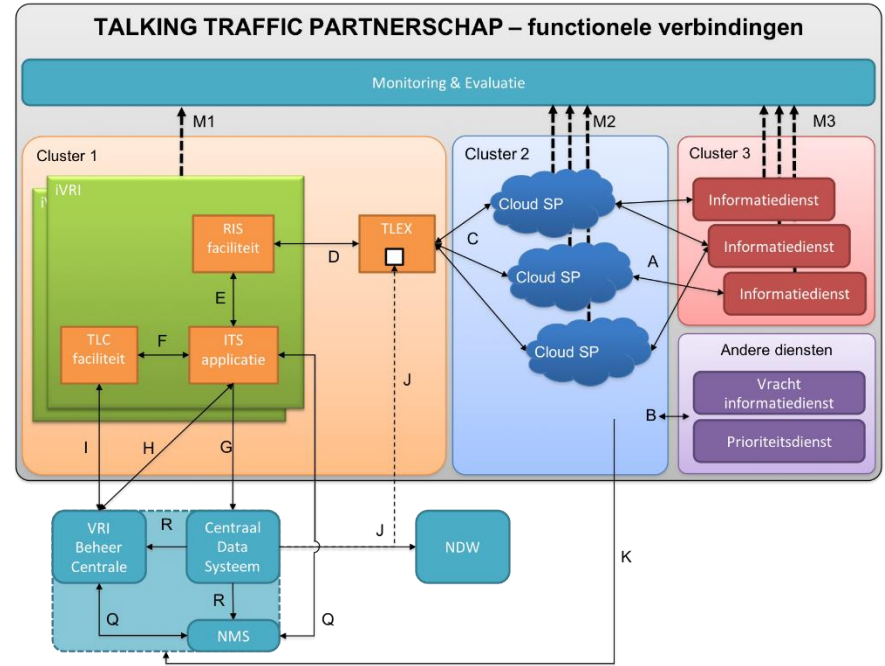 TALKING TRAFFIC PARTNERSCHAP – functionele verbindingen
Monitoring & Evaluatie
M1
M2
M3
Cluster 1
Cluster 2
Cluster 3
iVRI
iV
RIS
faciliteit
D
TLEX
E
TLC
faciliteit
F
ITS
applicatie
Cloud SP
C
Cloud SP
A
Cloud SP
Informatiedienst
Informatiedienst
Informatiedienst
Andere diensten
Vracht
informatiedienst
B
Prioriteitsdienst
I
H
G
J
VRI
Beheer
Centrale
R
Centraal
Data
Systeem
J
NDW
K
R
Q
NMS
Q